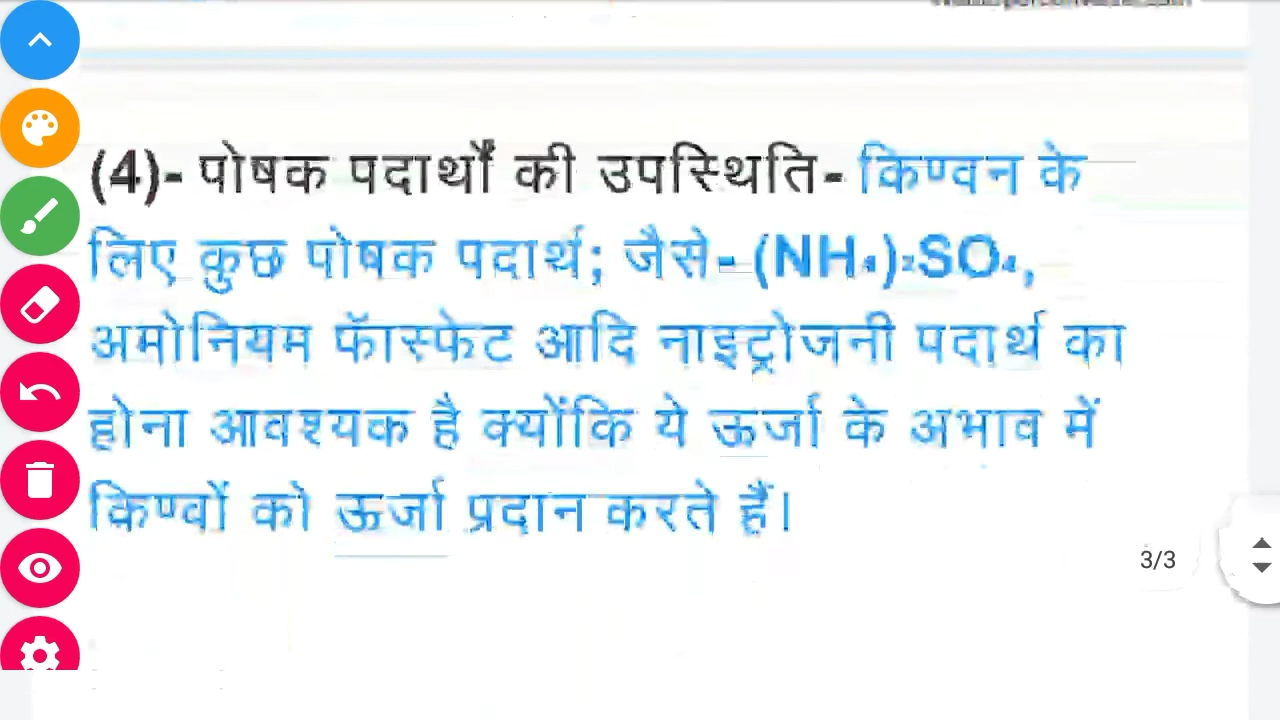 (4)- पोषक पदार्थों की उपस्थिति- किण्वन के
लिए कुछ पोषक पदार्थ; जैसे- (NH₄)₂SO₄,
अमोनियम फॅास्फेट आदि नाइट्रोजनी पदार्थ का
होना आवश्यक है क्योंकि ये ऊर्जा के अभाव में
किण्वों को ऊर्जा प्रदान करते हैं।
3/3